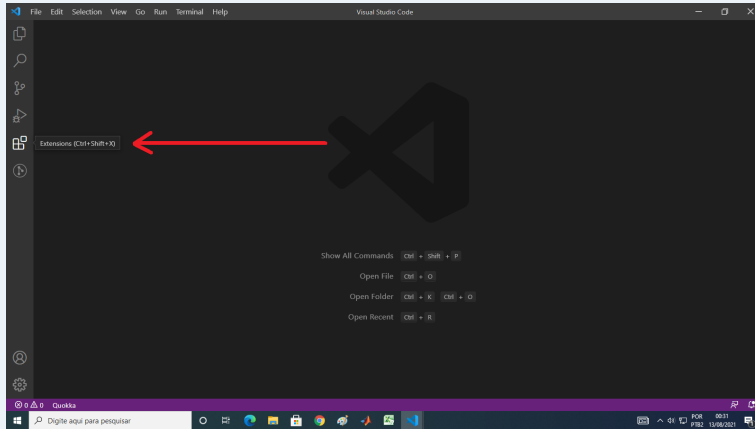 File Edit Selection View Go Run Terminal Help
Visual Studio Code
Extensions (Ctrl+Shift+X)
Show All Commands Ctrl + Shift + P
Open File Ctrl + O
Open Folder Ctrl + K Ctrl + O
Open Recent Ctrl + R
0 0 Quokka
Digite aqui para pesquisar
POR 00:31
PTB2 13/08/2021